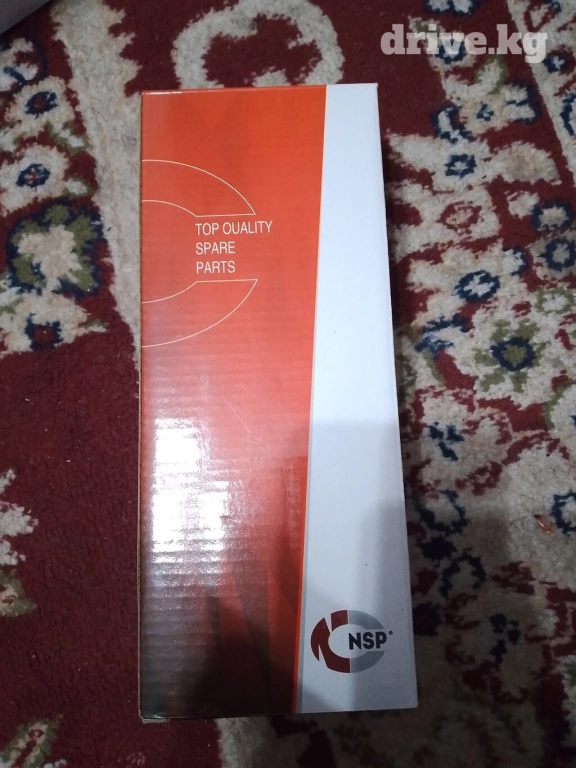 drive.kg
TOP QUALITY
SPARE
PARTS
NSP®